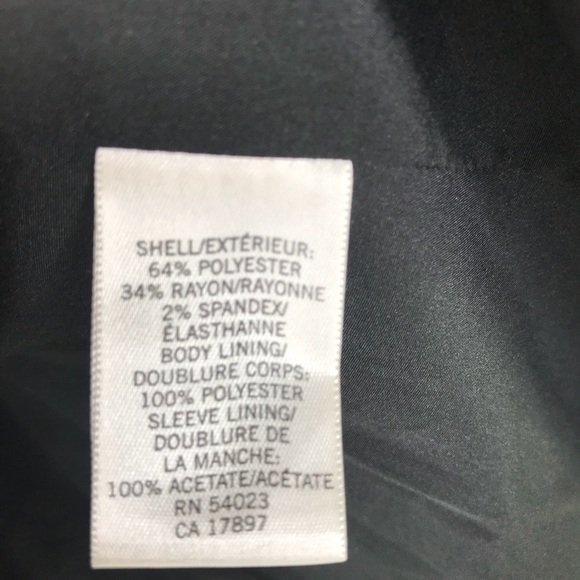 SHELL/EXTÉRIEUR:
64% POLYESTER
34% RAYON/RAYONNE
2% SPANDEX/
ÉLASTHANNE
BODY LINING/
DOUBLURE CORPS:
100% POLYESTER
SLEEVE LINING/
DOUBLURE DE
LA MANCHE:
100% ACETATE/ACÉTATE
RN 54023
CA 17897